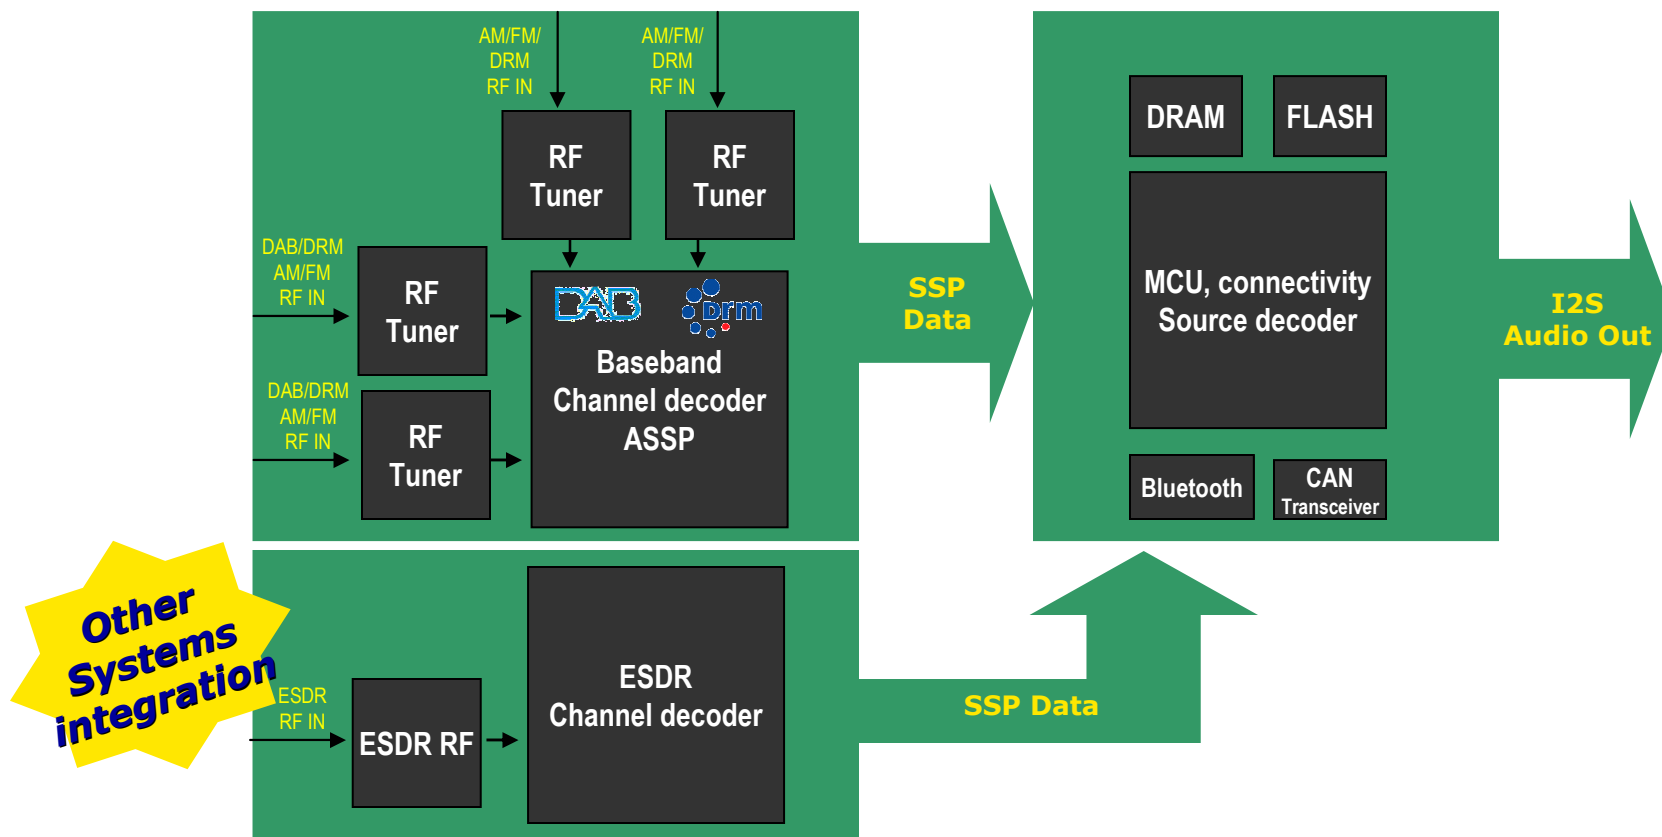 AM/FM/
DRM
RF IN
AM/FM/
DRM
RF IN
RF
Tuner
RF
Tuner
DAB/DRM
AM/FM
RF IN
RF
Tuner
DAB/DRM
AM/FM
RF IN
RF
Tuner
DAB
Drm
Baseband
Channel decoder
ASSP
SSP
Data
DRAM
FLASH
MCU, connectivity
Source decoder
Bluetooth
CAN
Transceiver
I2S
Audio Out
Other
Systems
integration
ESDR
RF IN
ESDR RF
ESDR
Channel decoder
SSP Data